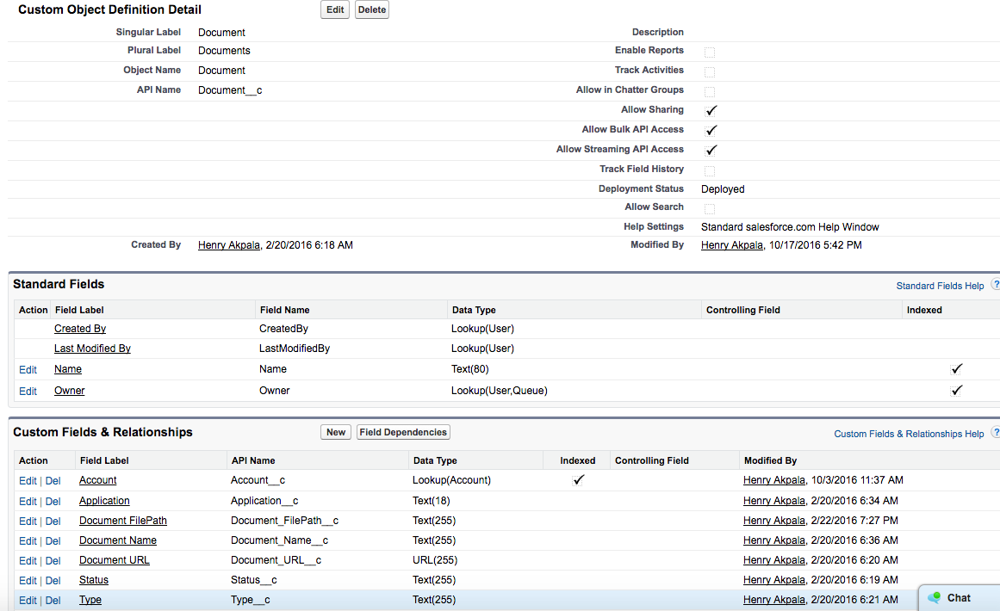 Custom Object Definition Detail Edit Delete
Singular Label Document Description
Plural Label Documents Enable Reports
Object Name Document Track Activities
API Name Document__c Allow in Chatter Groups
Allow Sharing
Allow Bulk API Access
Allow Streaming API Access
Track Field History
Deployment Status Deployed
Allow Search
Help Settings Standard salesforce.com Help Window
Created By Henry Akpala, 2/20/2016 6:18 AM Modified By Henry Akpala, 10/17/2016 5:42 PM
Standard Fields Standard Fields Help ?
Action Field Label Field Name Data Type Controlling Field Indexed
Created By CreatedBy Lookup(User)
Last Modified By LastModifiedBy Lookup(User)
Edit Name Name Text(80)
Edit Owner Owner Lookup(User,Queue)
Custom Fields & Relationships New Field Dependencies Custom Fields & Relationships Help ?
Action Field Label API Name Data Type Indexed Controlling Field Modified By
Edit | Del Account Account__c Lookup(Account) Henry Akpala, 10/3/2016 11:37 AM
Edit | Del Application Application__c Text(18) Henry Akpala, 2/20/2016 6:34 AM
Edit | Del Document FilePath Document_FilePath__c Text(255) Henry Akpala, 2/22/2016 7:27 PM
Edit | Del Document Name Document_Name__c Text(255) Henry Akpala, 2/20/2016 6:36 AM
Edit | Del Document URL Document_URL__c URL(255) Henry Akpala, 2/20/2016 6:20 AM
Edit | Del Status Status__c Text(255) Henry Akpala, 2/20/2016 6:19 AM
Edit | Del Type Type__c Text(255) Henry Akpala, 2/20/2016 6:21 AM
Chat